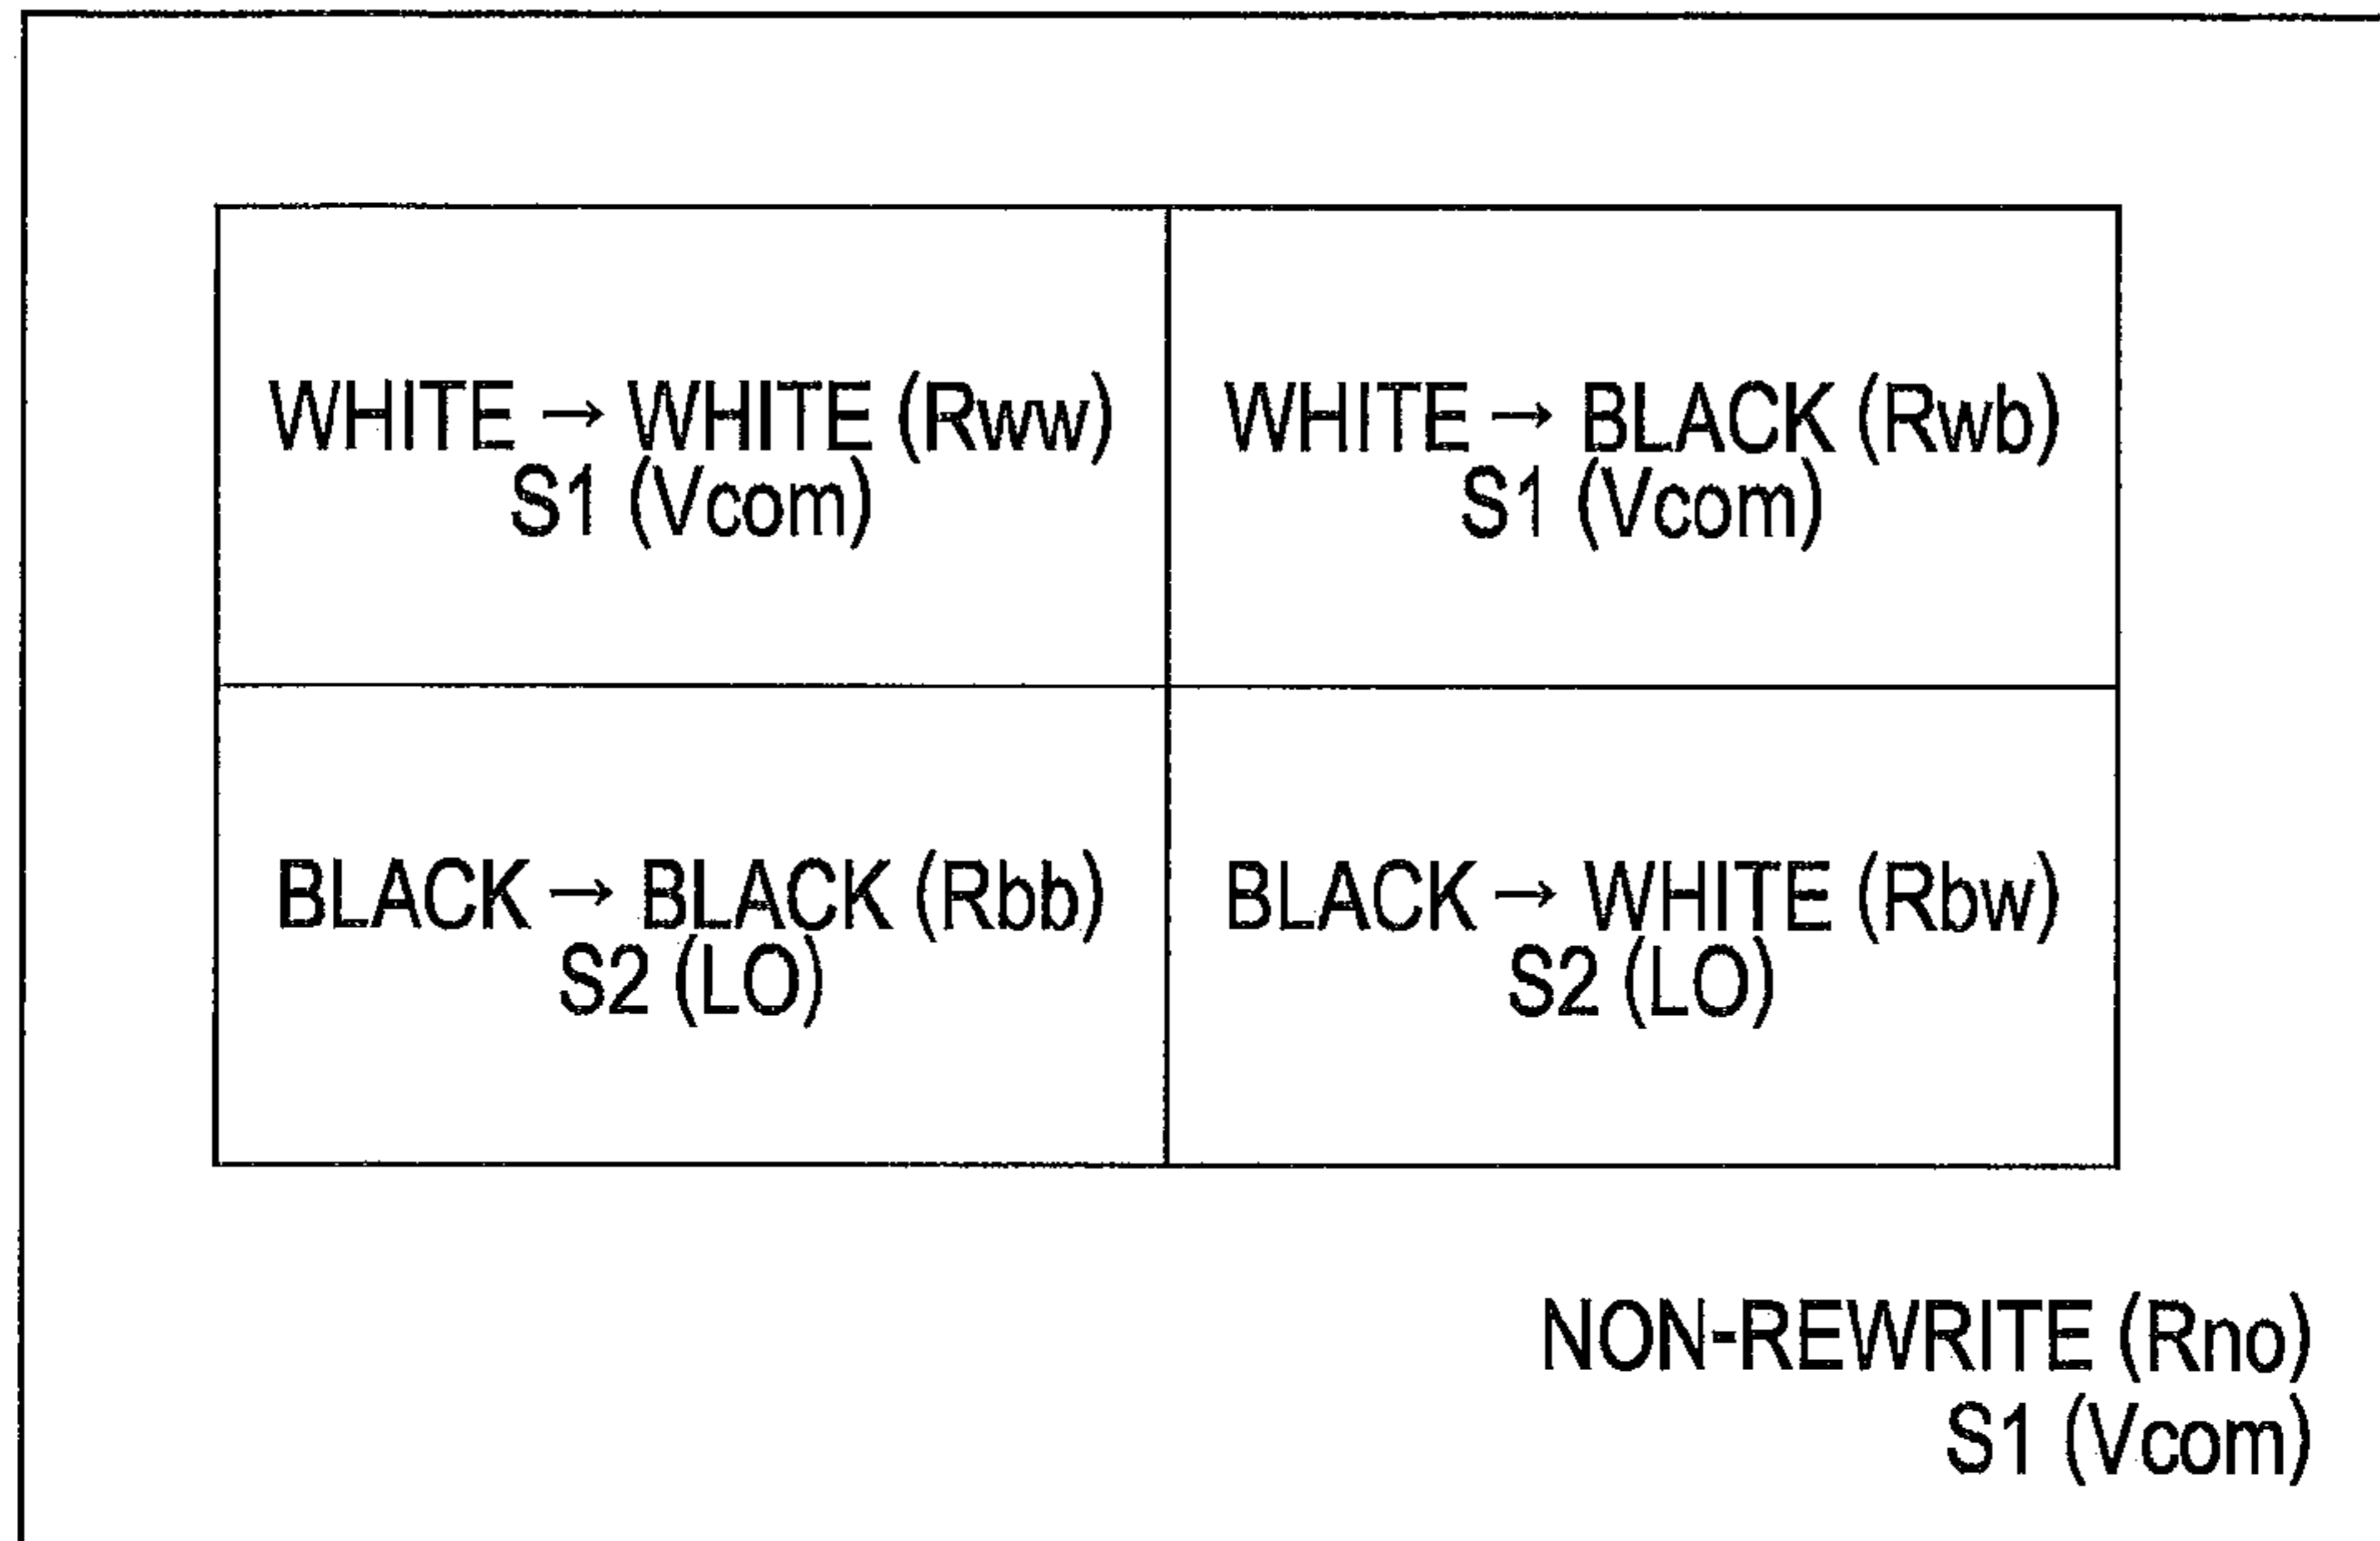 WHITE → WHITE (Rww)
S1 (Vcom)
WHITE → BLACK (Rwb)
S1 (Vcom)
BLACK → BLACK (Rbb)
S2 (LO)
BLACK → WHITE (Rbw)
S2 (LO)
NON-REWRITE (Rno)
S1 (Vcom)